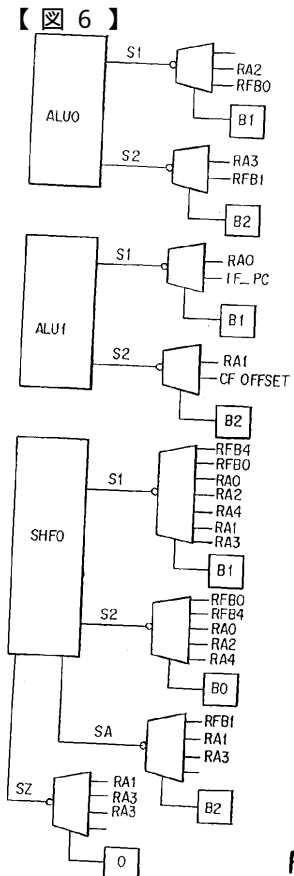 【 図 6 】
S1
RA2
RFB0
ALU0
B1
S2
RA3
RFB1
B2
S1
RA0
IF_PC
ALU1
B1
S2
RA1
CF OFFSET
B2
RFB4
RFB0
S1
RA0
RA2
RA4
RA1
RA3
SHF0
B1
RFB0
S2
RFB4
RA0
RA2
RA4
B0
RFB1
SA
RA1
RA3
SZ
RA1
RA3
RA3
B2
0